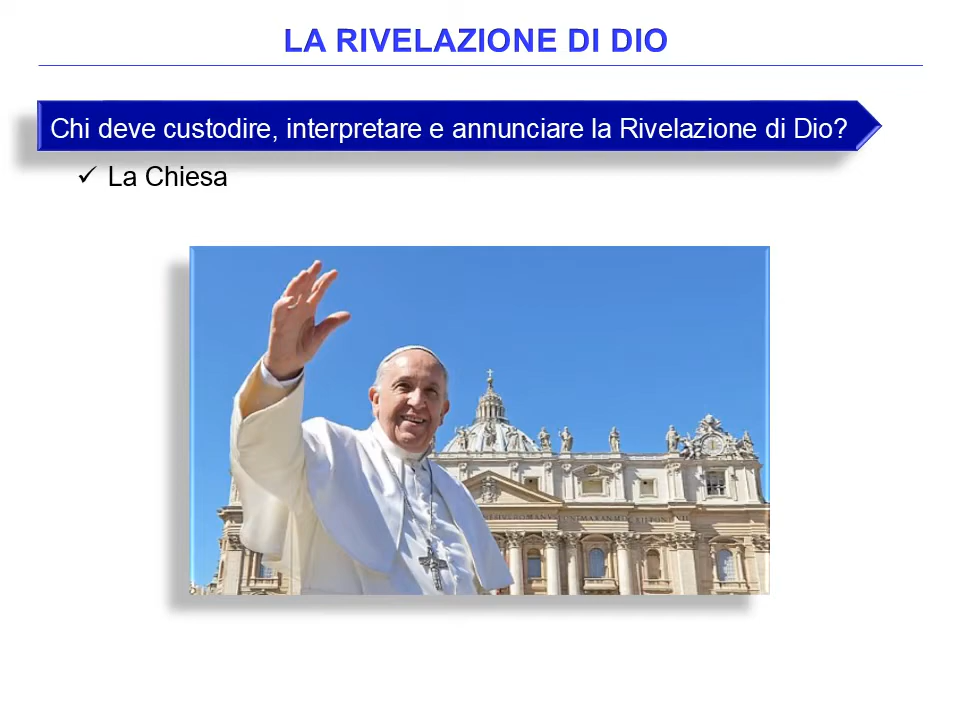 LA RIVELAZIONE DI DIO
Chi deve custodire, interpretare e annunciare la Rivelazione di Dio?
✓ La Chiesa